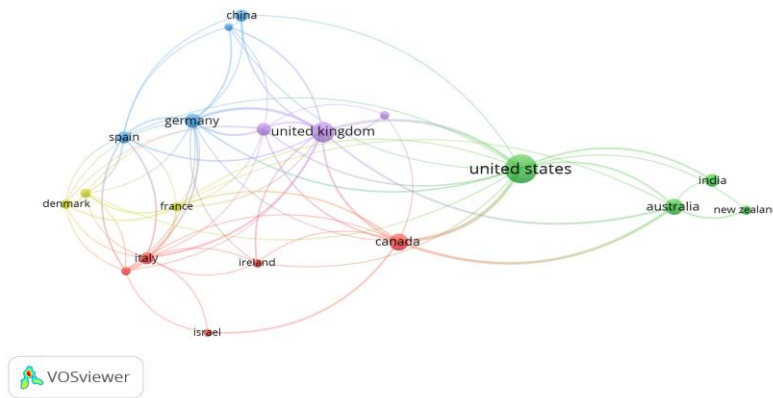 china
germany
spain
united kingdom
united states
denmark
france
india
australia
new zealan
canada
italy
ireland
israel
VOSviewer